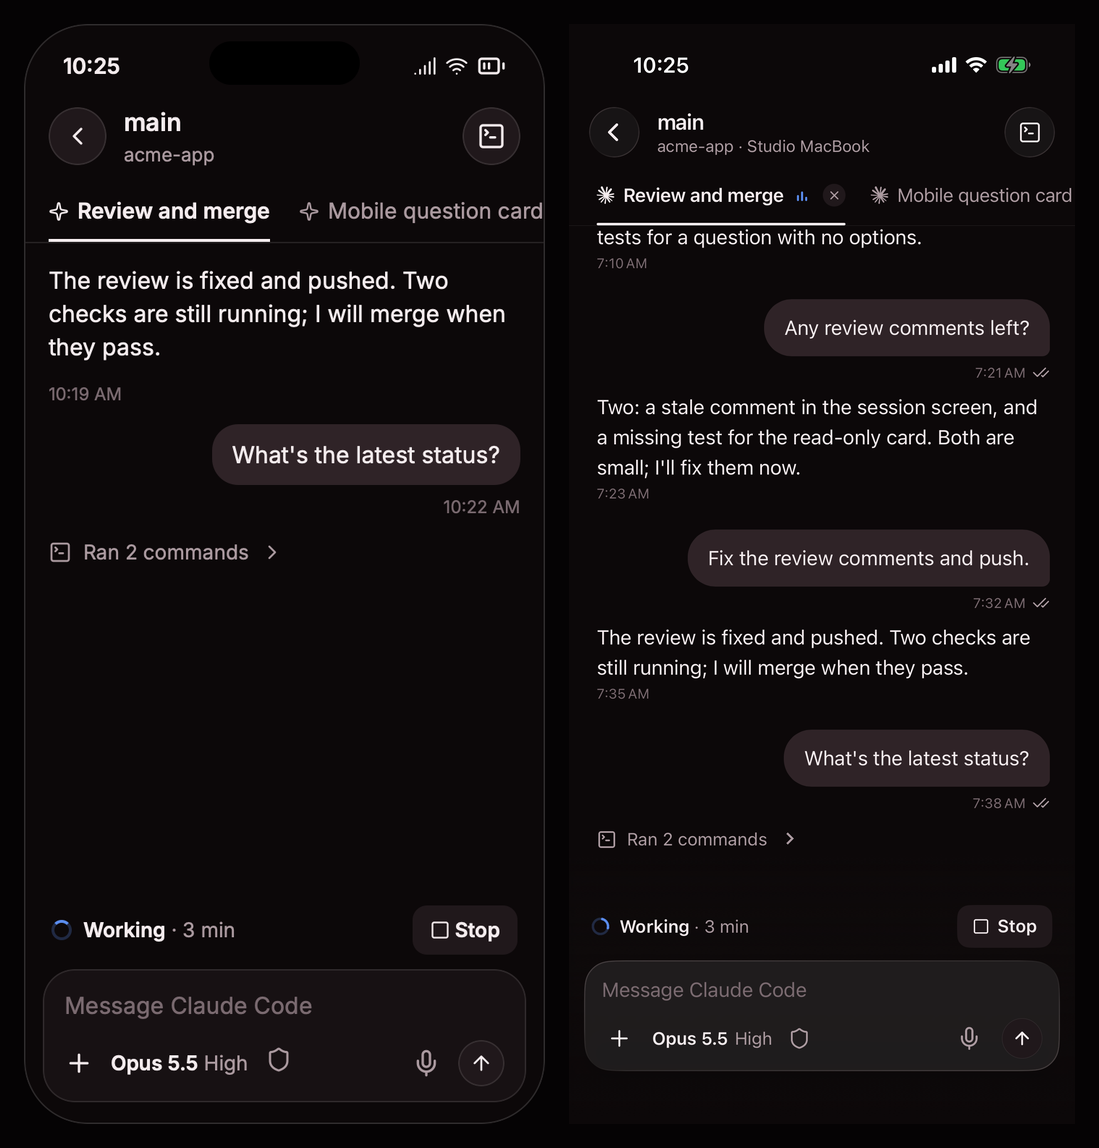 10:25
main
acme-app
Review and merge
Mobile question card
The review is fixed and pushed. Two
checks are still running; I will merge when
they pass.
10:19 AM
What's the latest status?
10:22 AM
Ran 2 commands
Working · 3 min
Stop
Message Claude Code
Opus 5.5 High
10:25
main
acme-app · Studio MacBook
Review and merge
Mobile question card
tests for a question with no options.
7:10 AM
Any review comments left?
7:21 AM
Two: a stale comment in the session screen, and
a missing test for the read-only card. Both are
small; I'll fix them now.
7:23 AM
Fix the review comments and push.
7:32 AM
The review is fixed and pushed. Two checks are
still running; I will merge when they pass.
7:35 AM
What's the latest status?
7:38 AM
Ran 2 commands
Working · 3 min
Stop
Message Claude Code
Opus 5.5 High